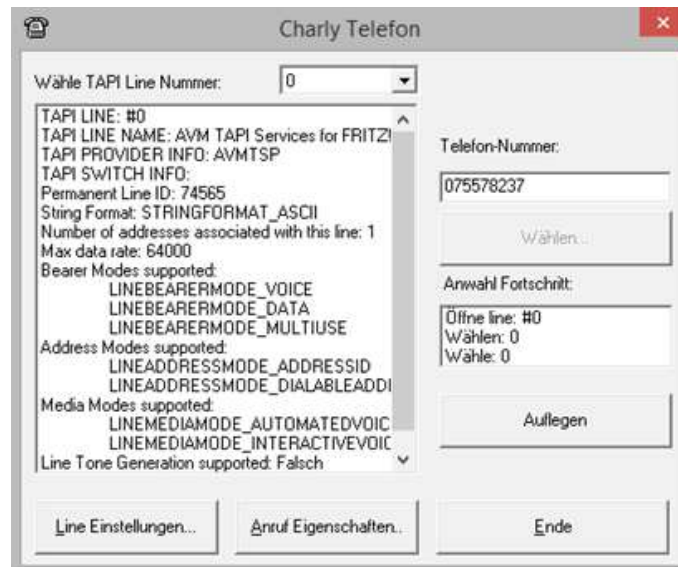 Charly Telefon
Wähle TAPI Line Nummer:
0
TAPI LINE: #0
TAPI LINE NAME: AVM TAPI Services for FRITZ!
TAPI PROVIDER INFO: AVMTSP
TAPI SWITCH INFO:
Permanent Line ID: 74565
String Format: STRINGFORMAT_ASCII
Number of addresses associated with this line: 1
Max data rate: 64000
Bearer Modes supported:
LINEBEARERMODE_VOICE
LINEBEARERMODE_DATA
LINEBEARERMODE_MULTIUSE
Address Modes supported:
LINEADDRESSMODE_ADDRESSID
LINEADDRESSMODE_DIALABLEADDI
Media Modes supported:
LINEMEDIAMODE_AUTOMATEDVOIC
LINEMEDIAMODE_INTERACTIVEVOIC
Line Tone Generation supported: Falsch
Telefon-Nummer:
075578237
Wählen...
Anwahl Fortschritt:
Öffne line: #0
Wählen: 0
Wähle: 0
Auflegen
Line Einstellungen...
Anruf Eigenschaften..
Ende